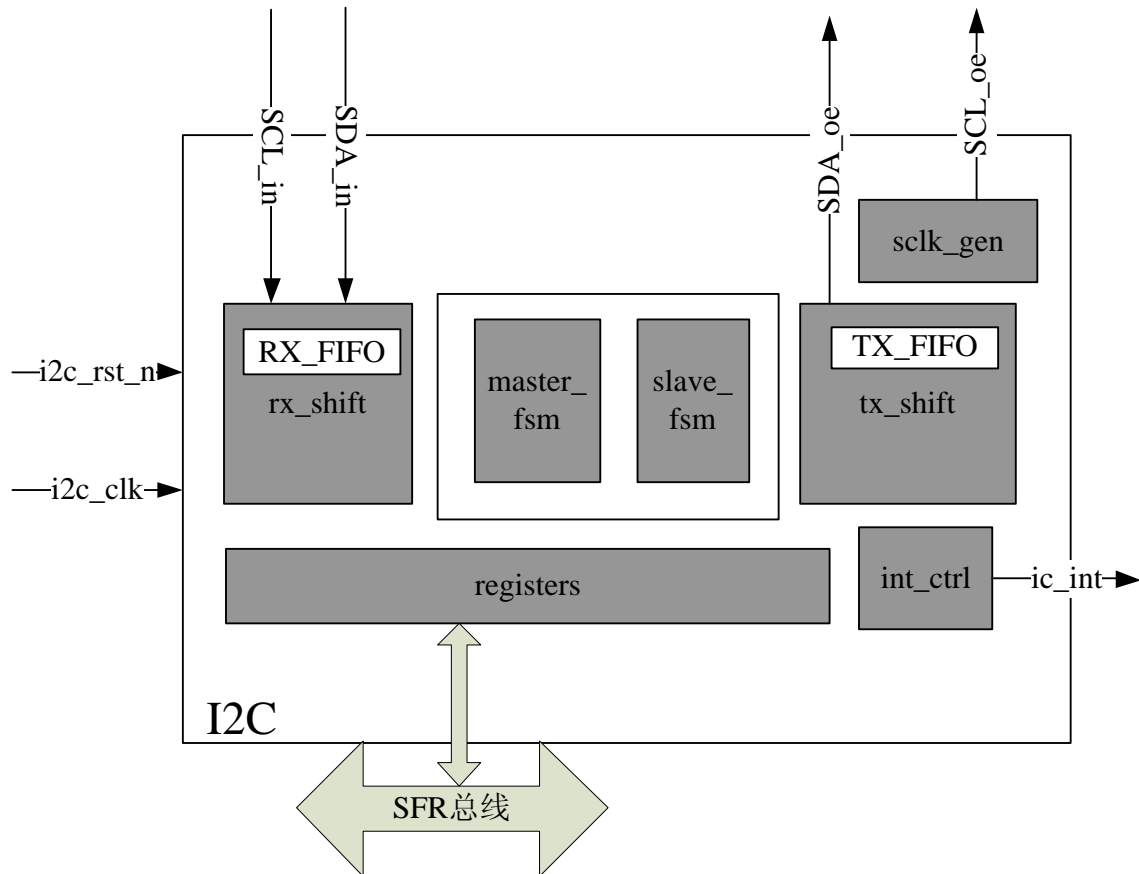 SCL_in
SDA_in
SDA_oe
SCL_oe
sclk_gen
RX_FIFO
rx_shift
master_
fsm
slave_
fsm
TX_FIFO
tx_shift
i2c_rst_n
i2c_clk
registers
int_ctrl
ic_int
I2C
SFR总线